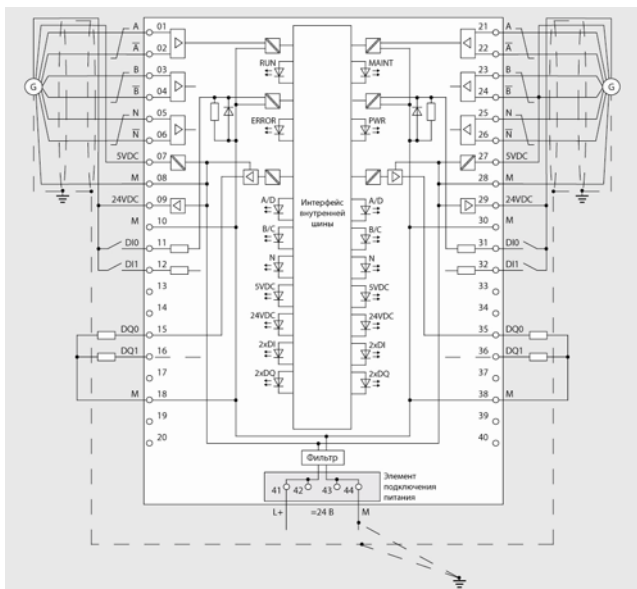 A 01 21 A
A 02 22 A
RUN MAINT
B 03 23 B
G G
B 04 24 B
N 05 25 N
ERROR PWR
N 06 26 N
5VDC 07 27 5VDC
M 08 28 M
24VDC 09 A/D Интерфейс внутренней шины A/D 29 24VDC
M 10 B/C B/C 30 M
DI0 11 31 DI0
N N
DI1 12 32 DI1
13 5VDC 5VDC 33
14 24VDC 24VDC 34
DQ0 15 35 DQ0
2xDI 2xDI
DQ1 16 36 DQ1
17 2xDQ 2xDQ 37
M 18 38 M
19 39
20 40
Фильтр
Элемент
подключения
питания
41 42 43 44
L+ =24 В M